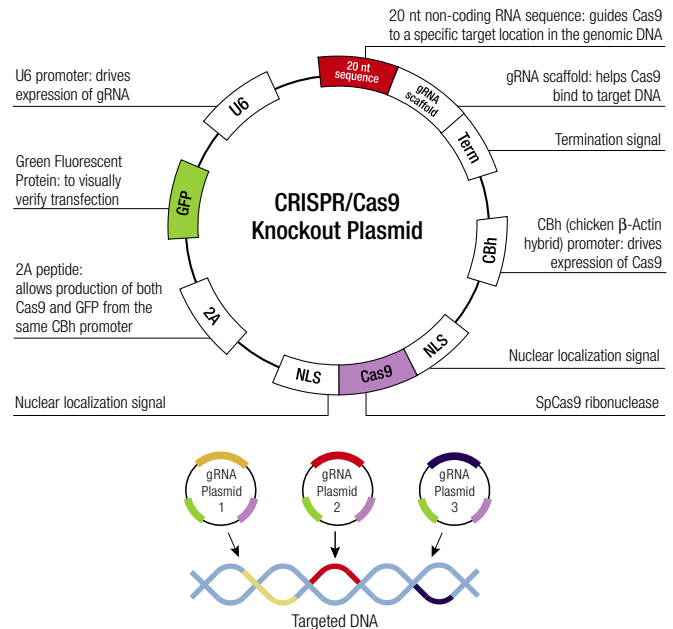 20 nt non-coding RNA sequence: guides Cas9
to a specific target location in the genomic DNA
U6 promoter: drives
expression of gRNA
20 nt
sequence
gRNA
scaffold
gRNA scaffold: helps Cas9
bind to target DNA
U6
Term
Termination signal
Green Fluorescent
Protein: to visually
verify transfection
GFP
CRISPR/Cas9
Knockout Plasmid
CBh
CBh (chicken β-Actin
hybrid) promoter: drives
expression of Cas9
2A peptide:
allows production of both
Cas9 and GFP from the
same CBh promoter
2A
NLS
Cas9
NLS
Nuclear localization signal
Nuclear localization signal
SpCas9 ribonuclease
gRNA
Plasmid
1
gRNA
Plasmid
2
gRNA
Plasmid
3
Targeted DNA